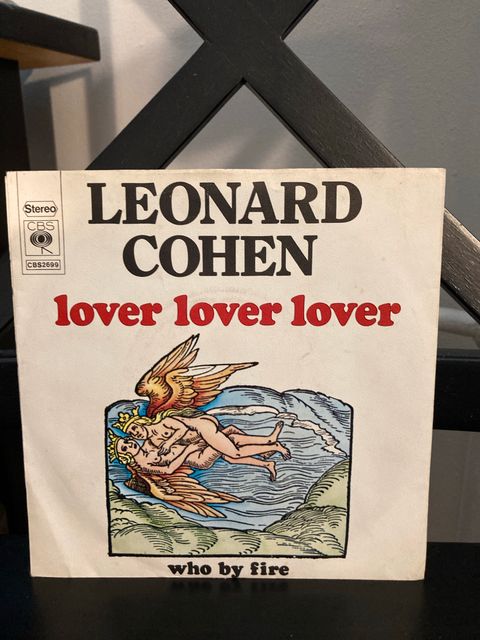 Stereo
CBS
CBS2699
LEONARD
COHEN
lover lover lover
who by fire